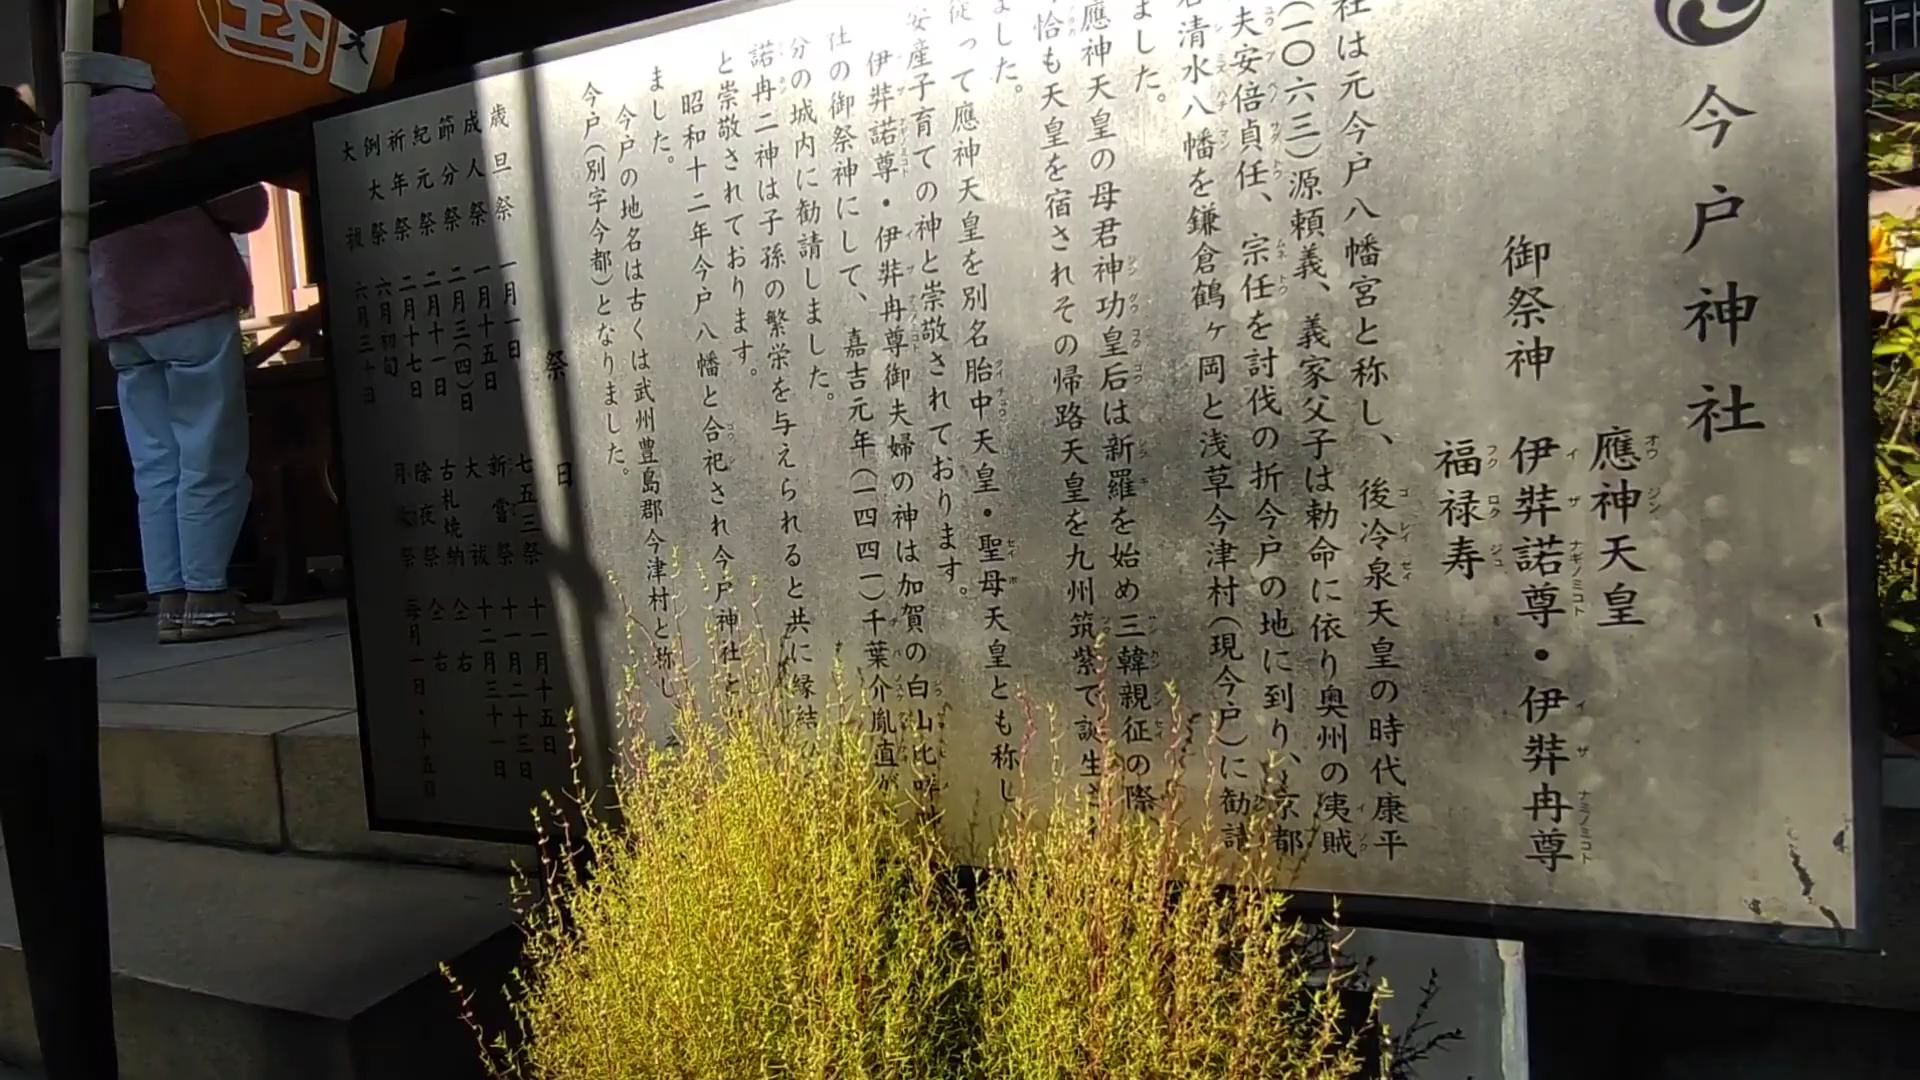 今戸神社
御祭神
應神天皇
伊弉諾尊・伊弉冉尊
福禄寿
社は元今戸八幡宮と称し、後冷泉天皇の時代康平
(一〇六三)源頼義、義家父子は勅命に依り奥州の夷賊
夫安倍貞任、宗任を討伐の折今戸の地に到り、京都
清水八幡を鎌倉鶴ヶ岡と浅草今津村(現今戸)に勧請
ました。
應神天皇の母君神功皇后は新羅を始め三韓親征の際
恰も天皇を宿されその帰路天皇を九州筑紫で誕生
ました。
従って應神天皇を別名胎中天皇・聖母天皇とも称し
安産子育ての神と崇敬されております。
伊弉諾尊・伊弉冉尊御夫婦の神は加賀の白山比咩
社の御祭神にして、嘉吉元年(一四四一)千葉介胤直が
分の城内に勧請しました。
諾冉二神は子孫の繁栄を与えられると共に縁結
と崇敬されております。
昭和十二年今戸八幡と合祀され今戸神社と
ました。
今戸の地名は古くは武州豊島郡今津村と称し
今戸(別字今都)となりました。
祭日
歳旦祭 一月一日
成人祭 一月十五日
節分祭 二月三(四)日
紀元祭 二月十一日
祈年祭 二月十七日
例大祭 六月初旬
大祓 六月三十日
七五三祭 十一月十五日
新嘗祭 十一月二十三日
大祓 十二月三十一日
古札焼納 仝右
除夜祭 仝右
月次祭 毎月一日・十五日